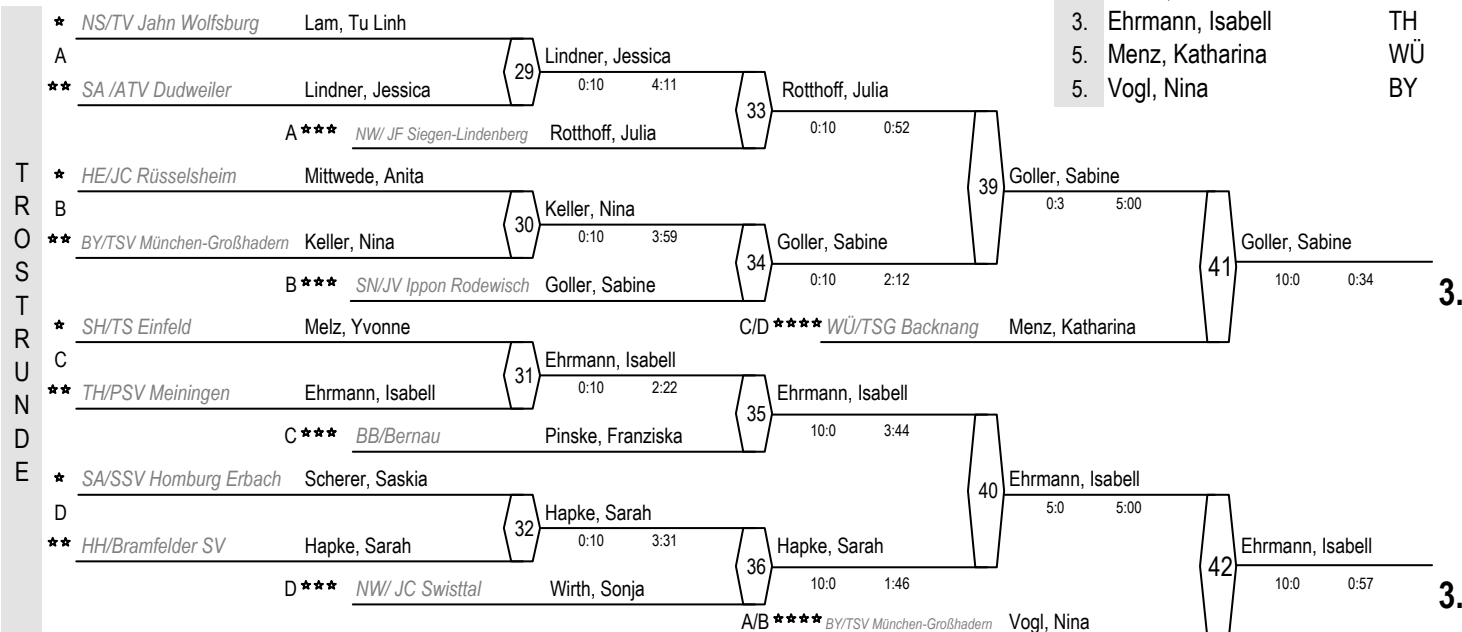 3. Ehrmann, Isabell TH
5. Menz, Katharina WÜ
5. Vogl, Nina BY
TROSTRUNDE
* NS/TV Jahn Wolfsburg Lam, Tu Linh
A
** SA /ATV Dudweiler Lindner, Jessica
29
Lindner, Jessica
0:10 4:11
A *** NW/ JF Siegen-Lindenberg Rotthoff, Julia
33
Rotthoff, Julia
0:10 0:52
* HE/JC Rüsselsheim Mittwede, Anita
B
** BY/TSV München-Großhadern Keller, Nina
30
Keller, Nina
0:10 3:59
B *** SN/JV Ippon Rodewisch Goller, Sabine
34
Goller, Sabine
0:10 2:12
39
Goller, Sabine
0:3 5:00
C/D **** WÜ/TSG Backnang Menz, Katharina
41
Goller, Sabine
10:0 0:34
3.
* SH/TS Einfeld Melz, Yvonne
C
** TH/PSV Meiningen Ehrmann, Isabell
31
Ehrmann, Isabell
0:10 2:22
C *** BB/Bernau Pinske, Franziska
35
Ehrmann, Isabell
10:0 3:44
* SA/SSV Homburg Erbach Scherer, Saskia
D
** HH/Bramfelder SV Hapke, Sarah
32
Hapke, Sarah
0:10 3:31
D *** NW/ JC Swisttal Wirth, Sonja
36
Hapke, Sarah
10:0 1:46
40
Ehrmann, Isabell
5:0 5:00
A/B **** BY/TSV München-Großhadern Vogl, Nina
42
Ehrmann, Isabell
10:0 0:57
3.